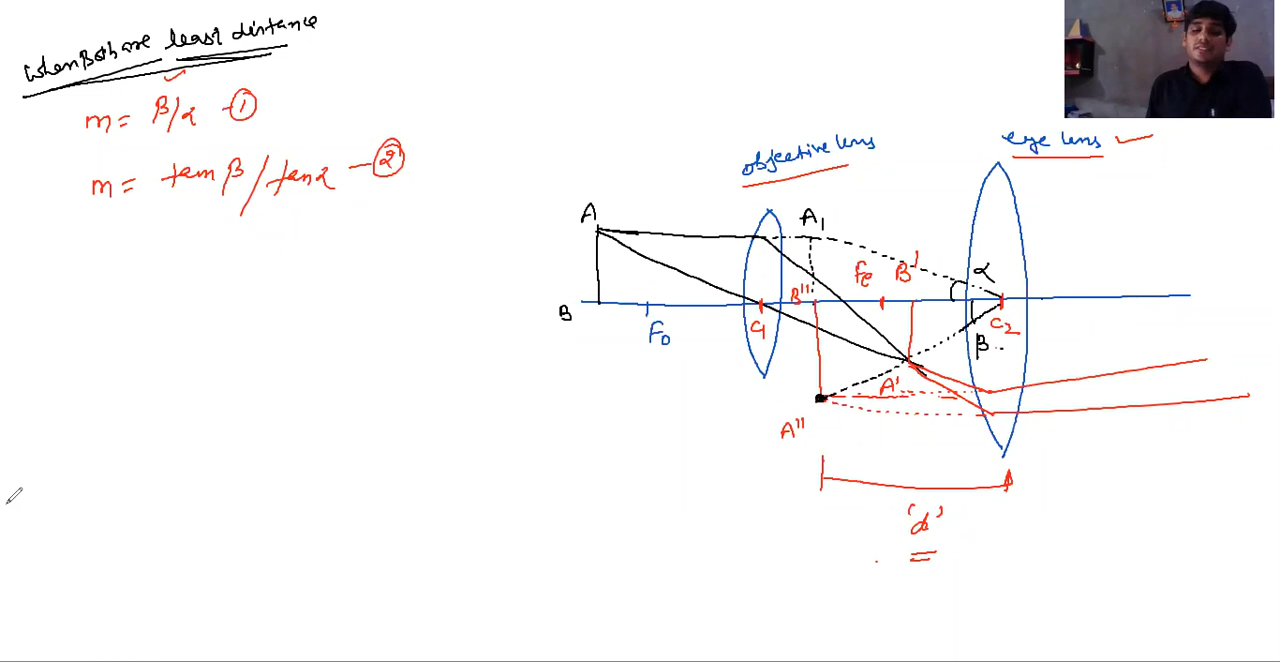 When Both are least distance
m = β/α -①
m = tan β / tan α -②
objective lens
eye lens
A
A₁
B
F₀
C₁
B'''
fe
B'
α
C₂
β
A'
A''
'd'